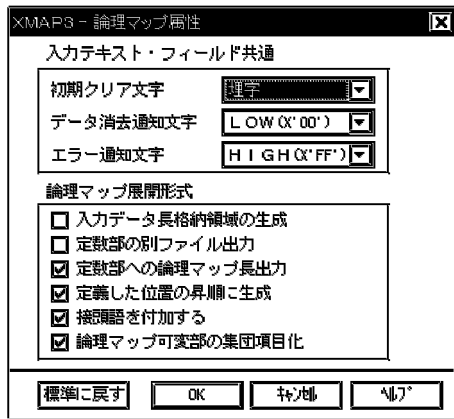 XMAP3 - 論理マップ属性
入力テキスト・フィールド共通
初期クリア文字 埋字
データ消去通知文字 LOW(X'00')
エラー通知文字 HIGH(X'FF')
論理マップ展開形式
入力データ長格納領域の生成
定数部の別ファイル出力
定数部への論理マップ長出力
定義した位置の昇順に生成
接頭語を付加する
論理マップ可変部の集団項目化
標準に戻す OK ｷｬﾝｾﾙ ﾍﾙﾌﾟ